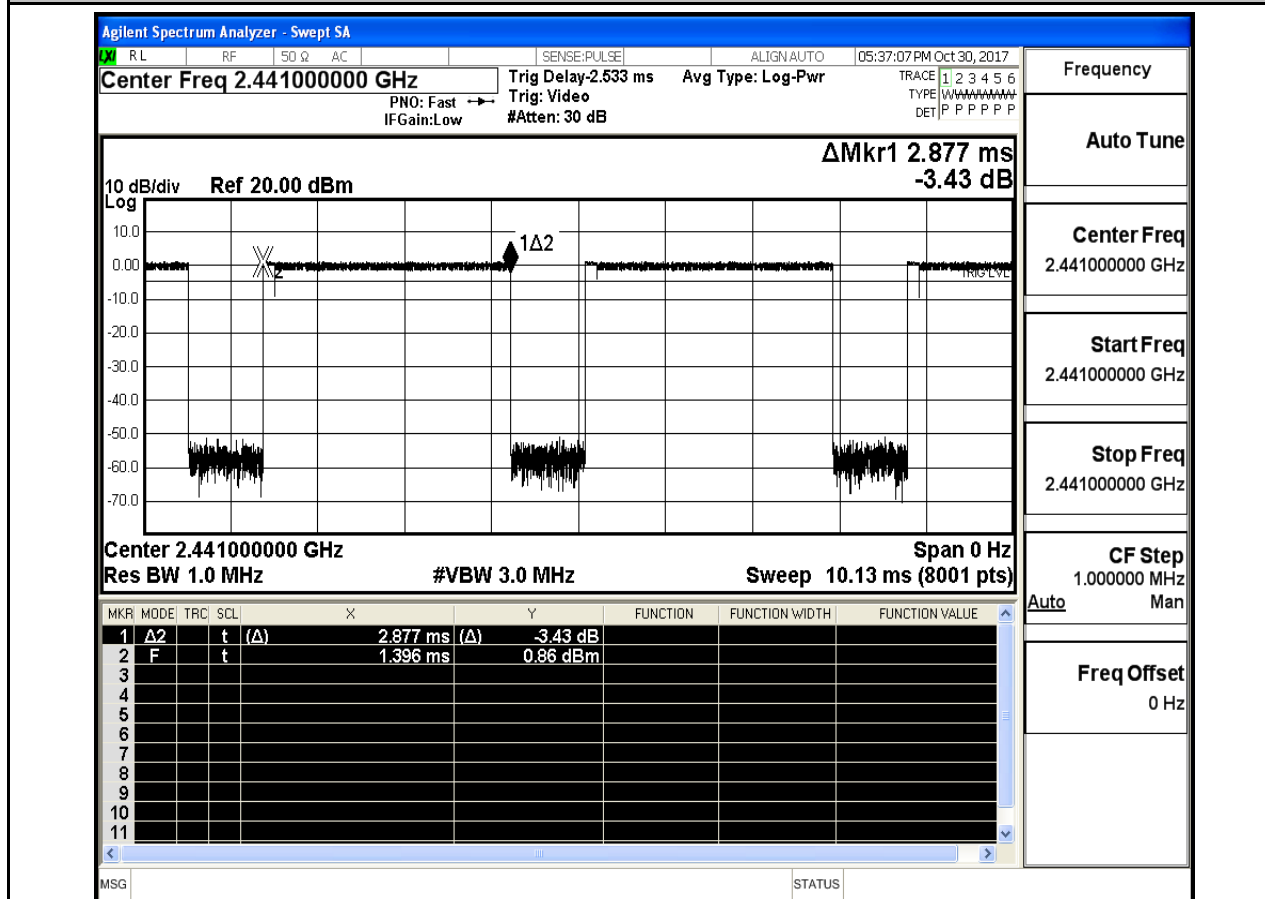 Agilent Spectrum Analyzer - Swept SA
LXI RL RF 50 Ω AC SENSE:PULSE ALIGN AUTO 05:37:07 PM Oct 30, 2017
Center Freq 2.441000000 GHz
PNO: Fast
IFGain:Low
Trig Delay-2.533 ms
Trig: Video
#Atten: 30 dB
Avg Type: Log-Pwr
TRACE 1 2 3 4 5 6
TYPE WWWWWW
DET P P P P P P
ΔMkr1 2.877 ms
-3.43 dB
10 dB/div Ref 20.00 dBm
Log
10.0
0.00
-10.0
-20.0
-30.0
-40.0
-50.0
-60.0
-70.0
1Δ2
2
TRIG LVL
Center 2.441000000 GHz Span 0 Hz
Res BW 1.0 MHz #VBW 3.0 MHz Sweep 10.13 ms (8001 pts)
MKR MODE TRC SCL X Y FUNCTION FUNCTION WIDTH FUNCTION VALUE
1 Δ2 t (Δ) 2.877 ms (Δ) -3.43 dB
2 F t 1.396 ms 0.86 dBm
3
4
5
6
7
8
9
10
11
MSG STATUS
Frequency
Auto Tune
Center Freq
2.441000000 GHz
Start Freq
2.441000000 GHz
Stop Freq
2.441000000 GHz
CF Step
1.000000 MHz
Auto Man
Freq Offset
0 Hz